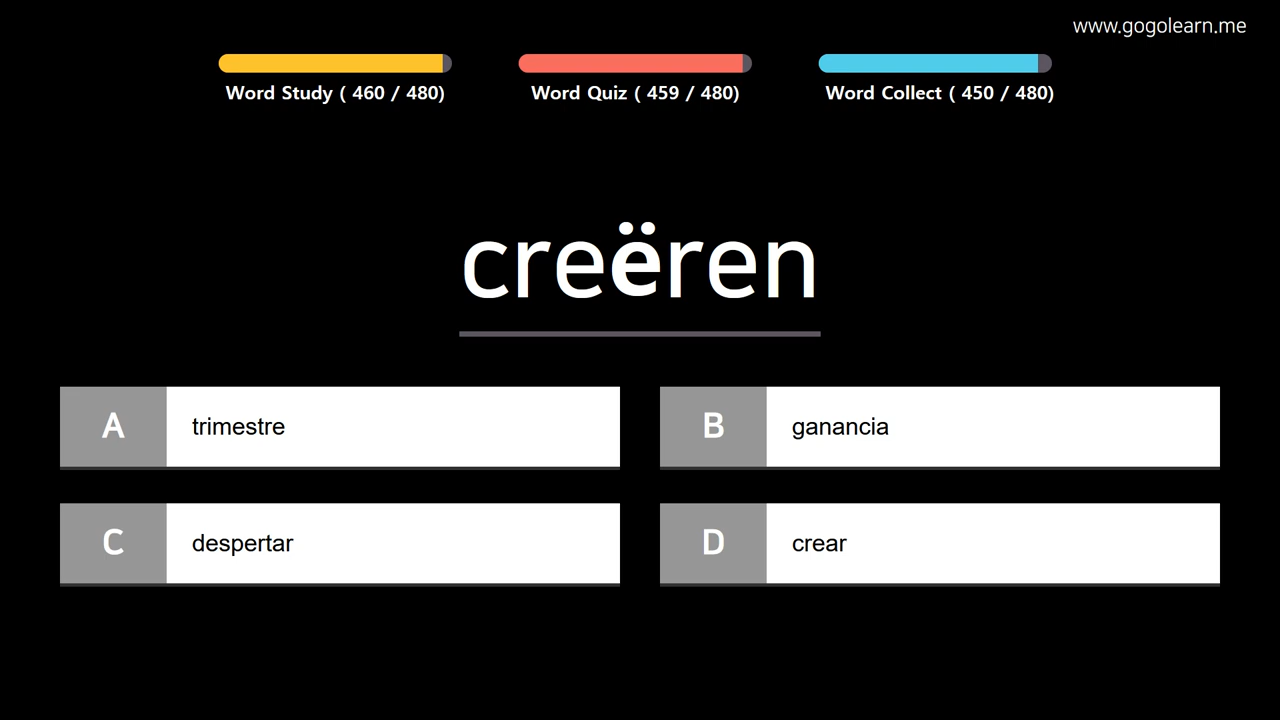 www.gogolearn.me
Word Study ( 460 / 480)
Word Quiz ( 459 / 480)
Word Collect ( 450 / 480)
creëren
A trimestre
B ganancia
C despertar
D crear